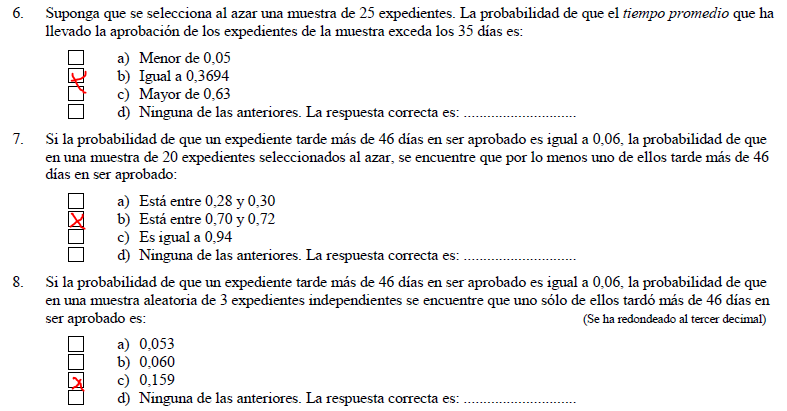 6. Suponga que se selecciona al azar una muestra de 25 expedientes. La probabilidad de que el tiempo promedio que ha
llevado la aprobación de los expedientes de la muestra exceda los 35 días es:
a) Menor de 0,05
b) Igual a 0,3694
c) Mayor de 0,63
d) Ninguna de las anteriores. La respuesta correcta es: ..............................
7. Si la probabilidad de que un expediente tarde más de 46 días en ser aprobado es igual a 0,06, la probabilidad de que
en una muestra de 20 expedientes seleccionados al azar, se encuentre que por lo menos uno de ellos tarde más de 46
días en ser aprobado:
a) Está entre 0,28 y 0,30
b) Está entre 0,70 y 0,72
c) Es igual a 0,94
d) Ninguna de las anteriores. La respuesta correcta es: ..............................
8. Si la probabilidad de que un expediente tarde más de 46 días en ser aprobado es igual a 0,06, la probabilidad de que
en una muestra aleatoria de 3 expedientes independientes se encuentre que uno sólo de ellos tardó más de 46 días en
ser aprobado es: (Se ha redondeado al tercer decimal)
a) 0,053
b) 0,060
c) 0,159
d) Ninguna de las anteriores. La respuesta correcta es: ..............................